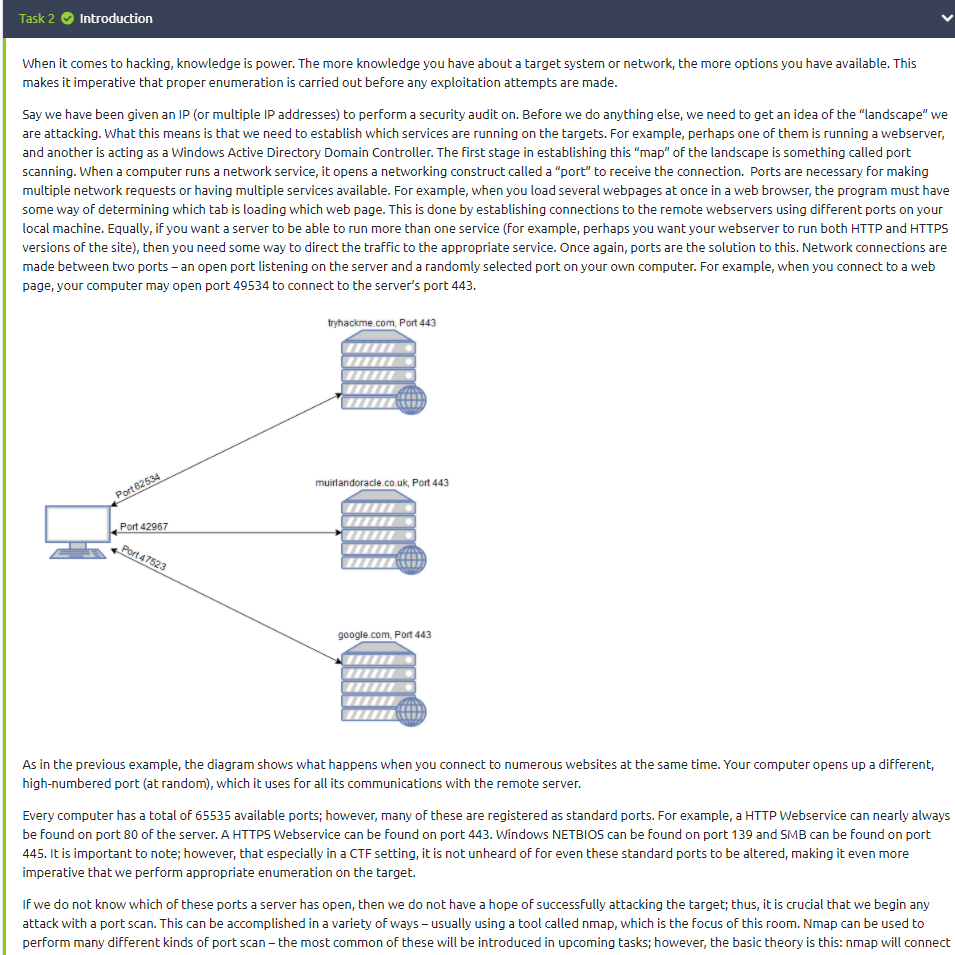 Task 2 Introduction
When it comes to hacking, knowledge is power. The more knowledge you have about a target system or network, the more options you have available. This
makes it imperative that proper enumeration is carried out before any exploitation attempts are made.
Say we have been given an IP (or multiple IP addresses) to perform a security audit on. Before we do anything else, we need to get an idea of the “landscape” we
are attacking. What this means is that we need to establish which services are running on the targets. For example, perhaps one of them is running a webserver,
and another is acting as a Windows Active Directory Domain Controller. The first stage in establishing this “map” of the landscape is something called port
scanning. When a computer runs a network service, it opens a networking construct called a “port” to receive the connection.  Ports are necessary for making
multiple network requests or having multiple services available. For example, when you load several webpages at once in a web browser, the program must have
some way of determining which tab is loading which web page. This is done by establishing connections to the remote webservers using different ports on your
local machine. Equally, if you want a server to be able to run more than one service (for example, perhaps you want your webserver to run both HTTP and HTTPS
versions of the site), then you need some way to direct the traffic to the appropriate service. Once again, ports are the solution to this. Network connections are
made between two ports – an open port listening on the server and a randomly selected port on your own computer. For example, when you connect to a web
page, your computer may open port 49534 to connect to the server’s port 443.
tryhackme.com, Port 443
Port 62534
muirlandoracle.co.uk, Port 443
Port 42967
Port 47523
google.com, Port 443
As in the previous example, the diagram shows what happens when you connect to numerous websites at the same time. Your computer opens up a different,
high-numbered port (at random), which it uses for all its communications with the remote server.
Every computer has a total of 65535 available ports; however, many of these are registered as standard ports. For example, a HTTP Webservice can nearly always
be found on port 80 of the server. A HTTPS Webservice can be found on port 443. Windows NETBIOS can be found on port 139 and SMB can be found on port
445. It is important to note; however, that especially in a CTF setting, it is not unheard of for even these standard ports to be altered, making it even more
imperative that we perform appropriate enumeration on the target.
If we do not know which of these ports a server has open, then we do not have a hope of successfully attacking the target; thus, it is crucial that we begin any
attack with a port scan. This can be accomplished in a variety of ways – usually using a tool called nmap, which is the focus of this room. Nmap can be used to
perform many different kinds of port scan – the most common of these will be introduced in upcoming tasks; however, the basic theory is this: nmap will connect